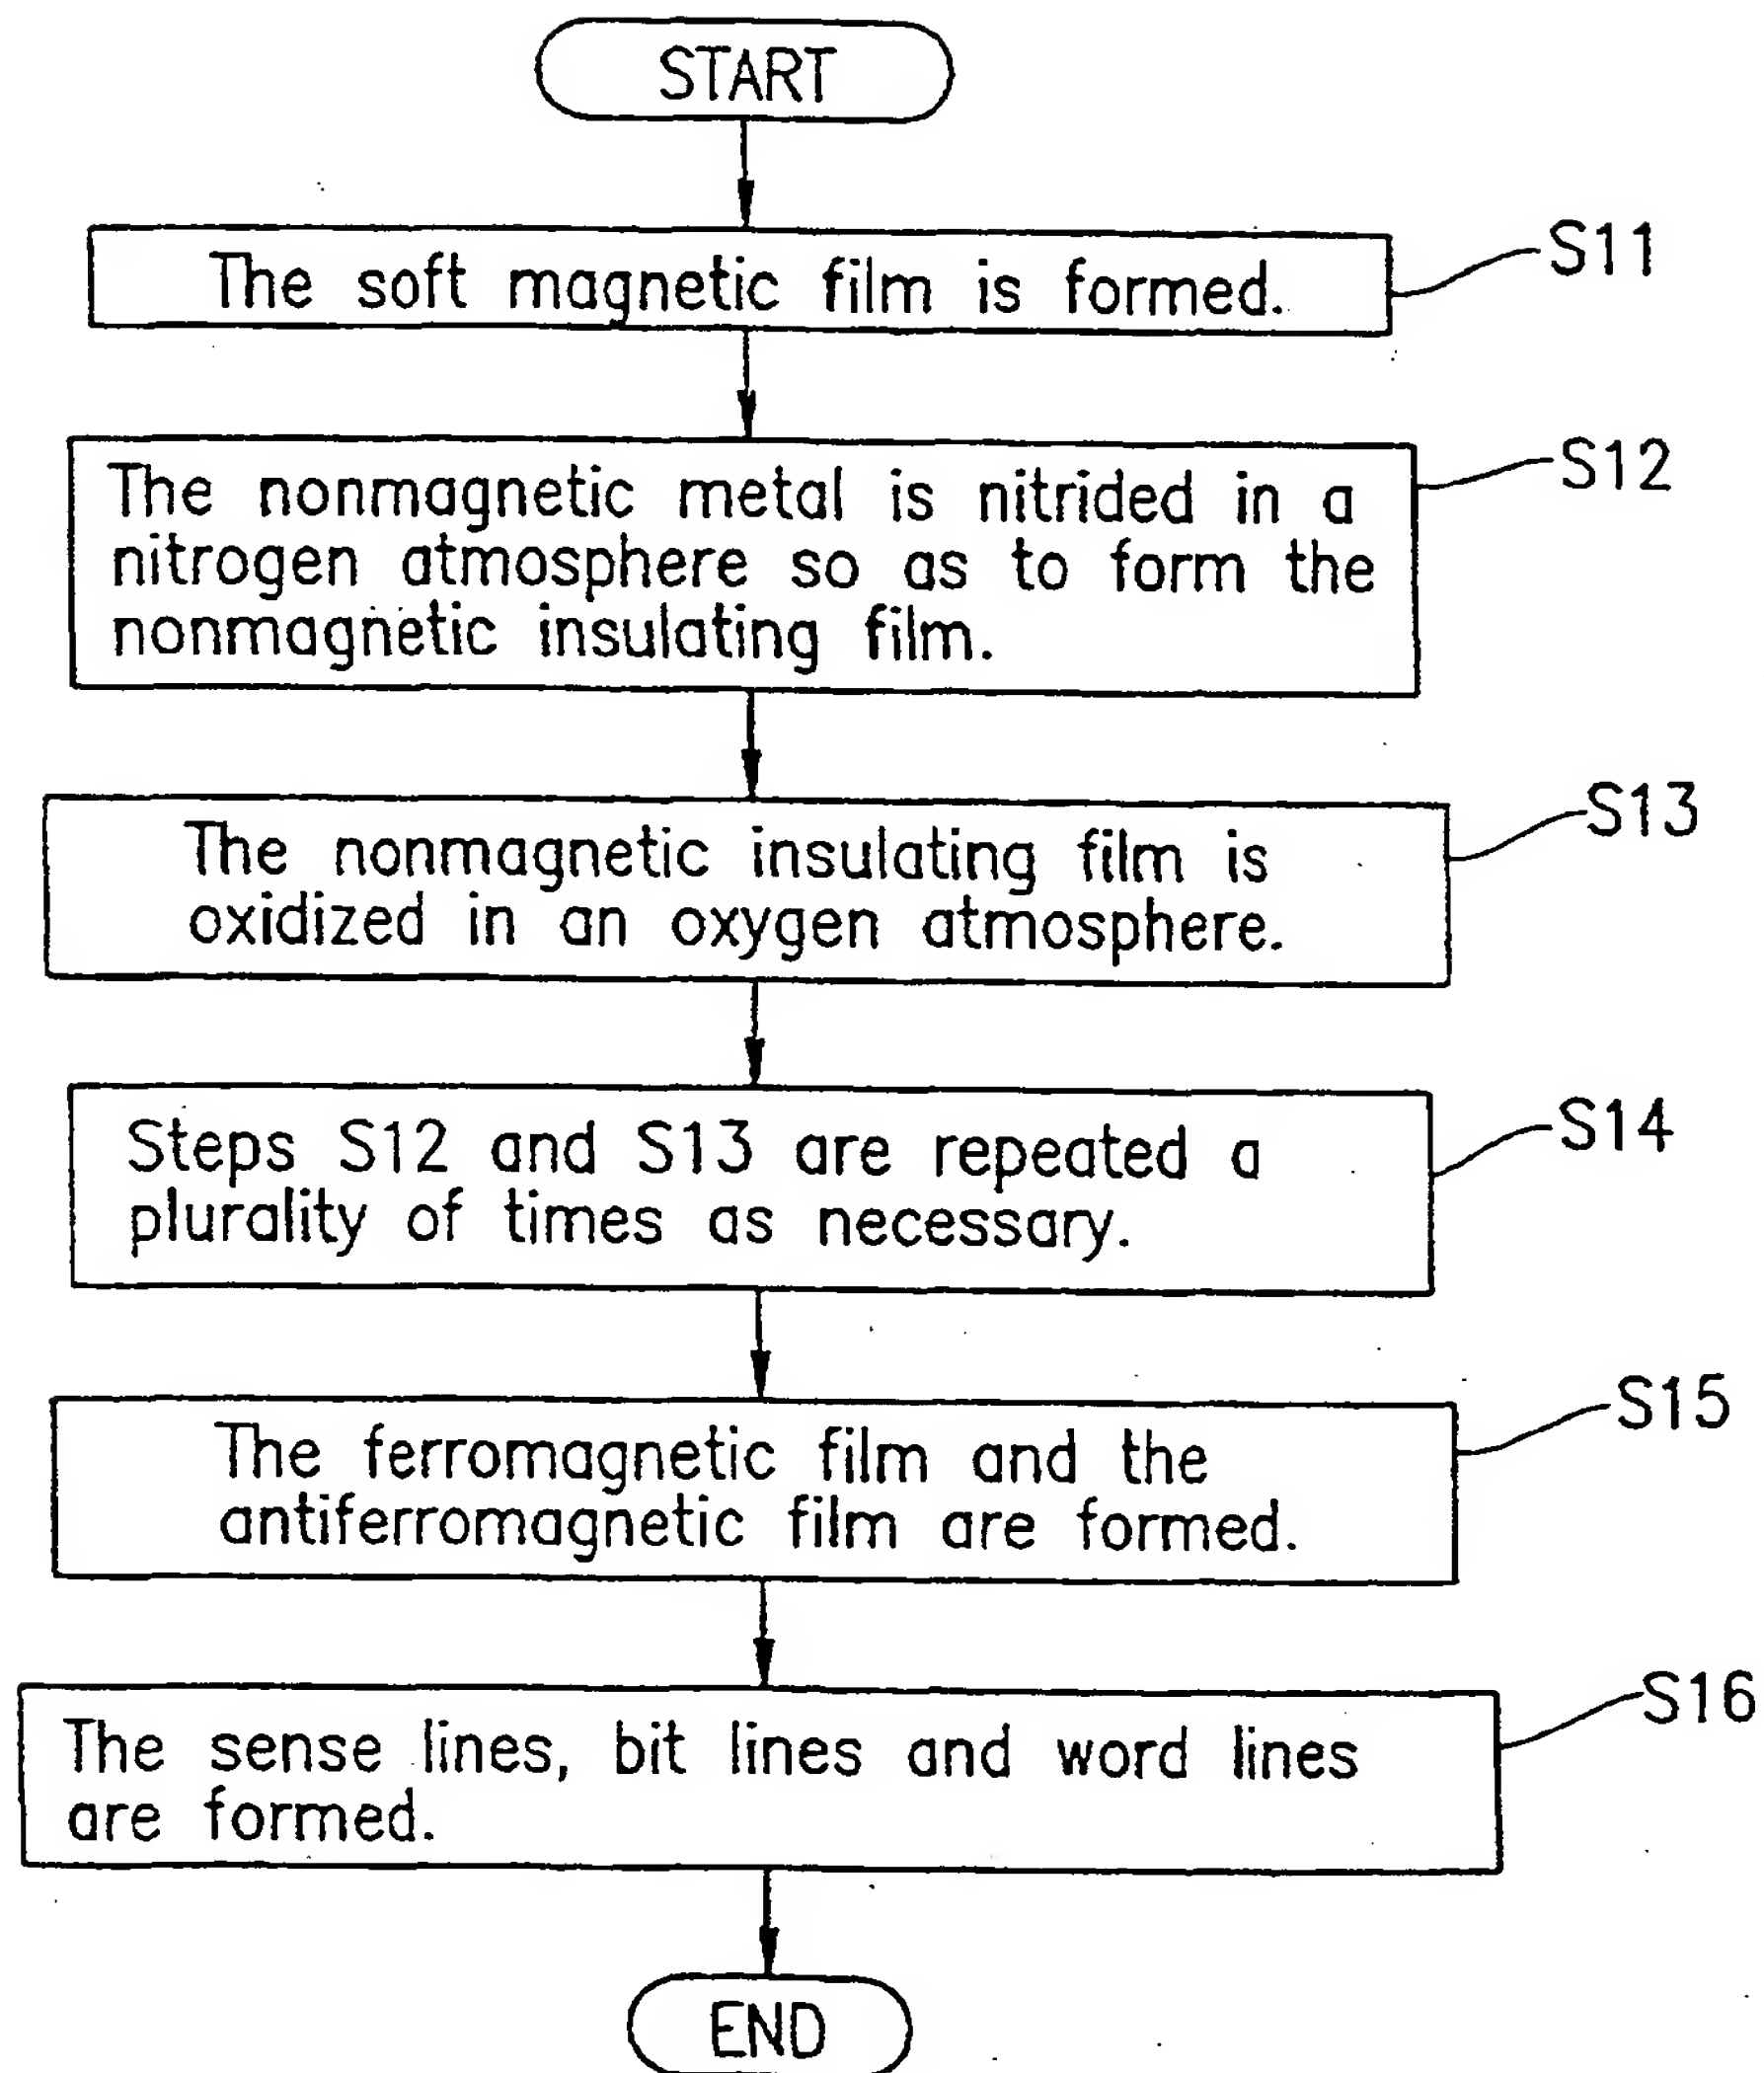 START
The soft magnetic film is formed.
S11
The nonmagnetic metal is nitrided in a
nitrogen atmosphere so as to form the
nonmagnetic insulating film.
S12
The nonmagnetic insulating film is
oxidized in an oxygen atmosphere.
S13
Steps S12 and S13 are repeated a
plurality of times as necessary.
S14
The ferromagnetic film and the
antiferromagnetic film are formed.
S15
The sense lines, bit lines and word lines
are formed.
S16
END